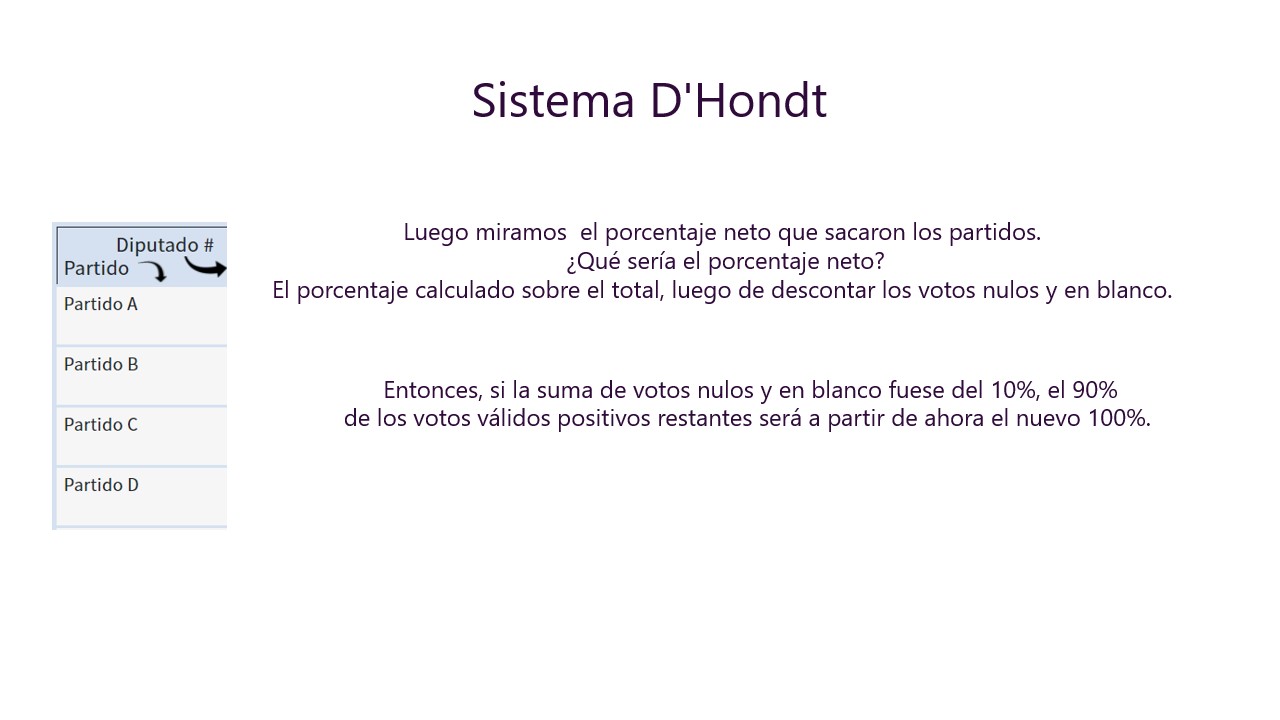 Sistema D'Hondt
Diputado #
Partido
Partido A
Partido B
Partido C
Partido D
Luego miramos  el porcentaje neto que sacaron los partidos.
¿Qué sería el porcentaje neto?
El porcentaje calculado sobre el total, luego de descontar los votos nulos y en blanco.
Entonces, si la suma de votos nulos y en blanco fuese del 10%, el 90%
de los votos válidos positivos restantes será a partir de ahora el nuevo 100%.